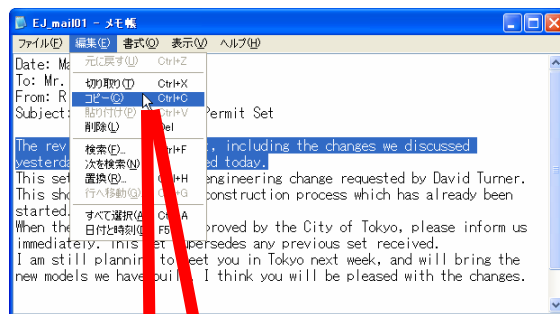 EJ_mail01 - メモ帳
ファイル(F) 編集(E) 書式(O) 表示(V) ヘルプ(H)
元に戻す(U) Ctrl+Z
切り取り(T) Ctrl+X
コピー(C) Ctrl+C
貼り付け(P) Ctrl+V
削除(L) Del
検索(F)... Ctrl+F
次を検索(N)
置換(R)... Ctrl+H
行へ移動(G)... Ctrl+G
すべて選択(A) Ctrl+A
日付と時刻(D) F5
Date:
To: Mr.
From: R
Subject: Permit Set
The , including the changes we discussed
ed today.
This set engineering change requested by David Turner.
This construction process which has already been
started.
When the proved by the City of Tokyo, please inform us
immediately. This set supersedes any previous set received.
I am still planning to meet you in Tokyo next week, and will bring the
new models we have I think you will be pleased with the changes.